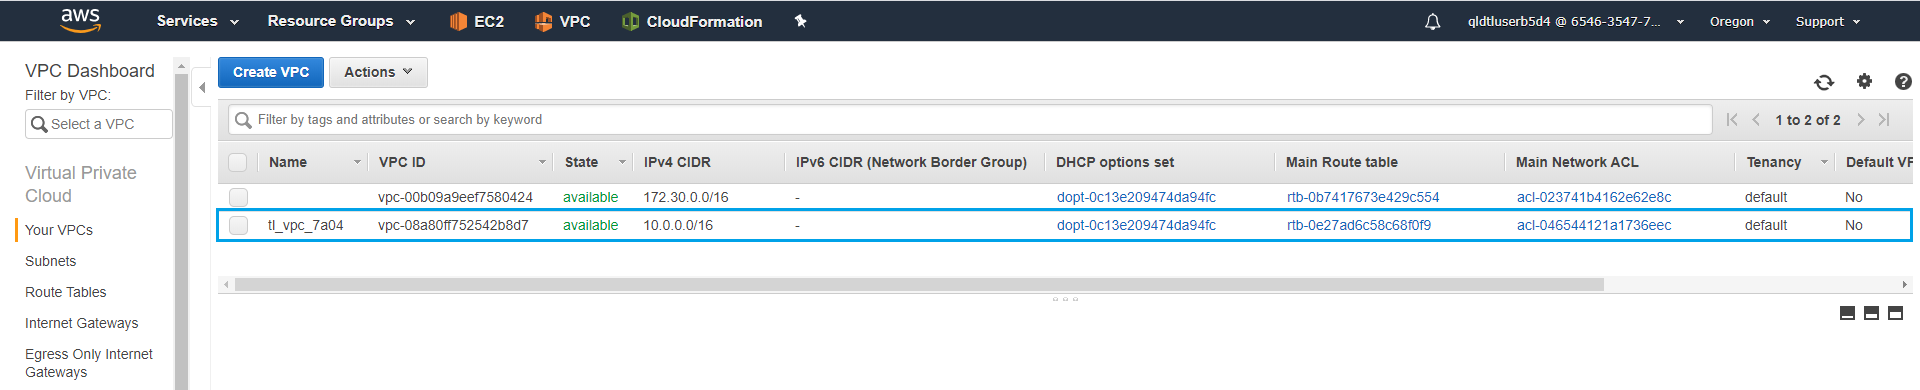 aws Services Resource Groups EC2 VPC CloudFormation qldtluserb5d4 @ 6546-3547-7... Oregon Support
VPC Dashboard
Filter by VPC:
Select a VPC
Virtual Private
Cloud
Your VPCs
Subnets
Route Tables
Internet Gateways
Egress Only Internet
Gateways
Create VPC Actions
Filter by tags and attributes or search by keyword 1 to 2 of 2
Name VPC ID State IPv4 CIDR IPv6 CIDR (Network Border Group) DHCP options set Main Route table Main Network ACL Tenancy Default VP
vpc-00b09a9eef7580424 available 172.30.0.0/16 - dopt-0c13e209474da94fc rtb-0b7417673e429c554 acl-023741b4162e62e8c default No
tl_vpc_7a04 vpc-08a80ff752542b8d7 available 10.0.0.0/16 - dopt-0c13e209474da94fc rtb-0e27ad6c58c68f0f9 acl-046544121a1736eec default No